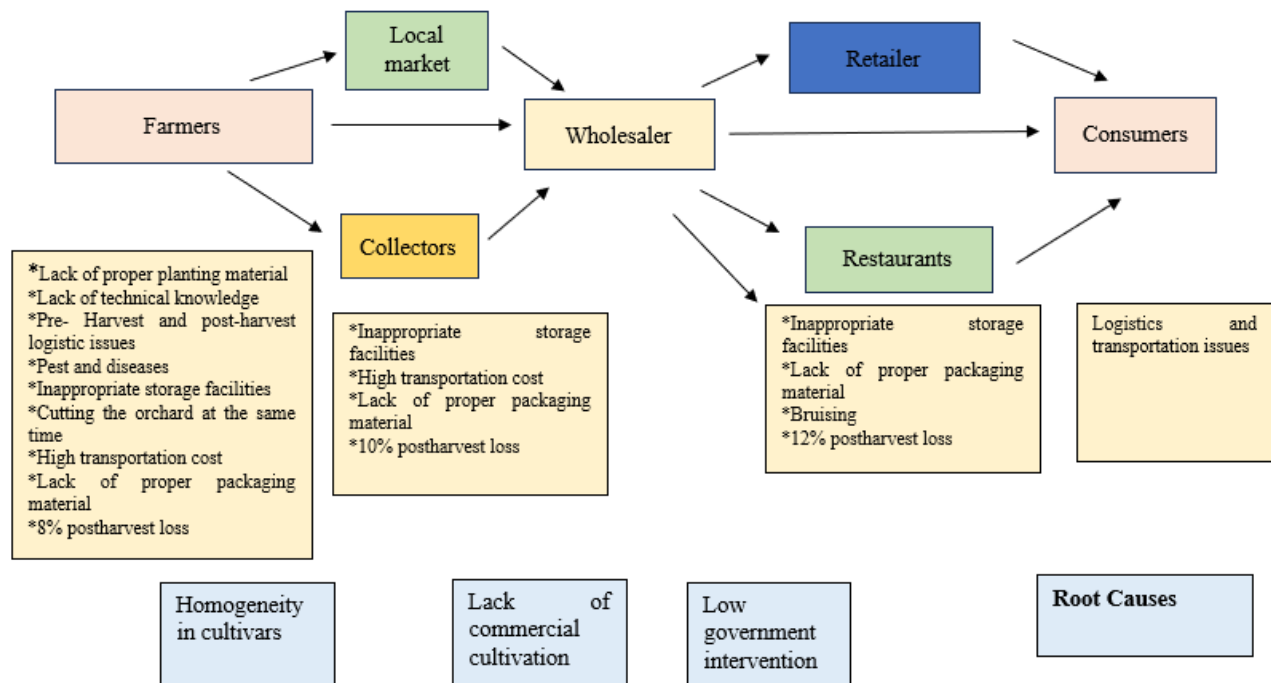 Local
market
Retailer
Farmers
Wholesaler
Consumers
Collectors
Restaurants
*Lack of proper planting material
*Lack of technical knowledge
*Pre- Harvest and post-harvest
logistic issues
*Pest and diseases
*Inappropriate storage facilities
*Cutting the orchard at the same
time
*High transportation cost
*Lack of proper packaging
material
*8% postharvest loss
*Inappropriate storage
facilities
*High transportation cost
*Lack of proper packaging
material
*10% postharvest loss
*Inappropriate storage
facilities
*Lack of proper packaging
material
*Bruising
*12% postharvest loss
Logistics and
transportation issues
Homogeneity
in cultivars
Lack of
commercial
cultivation
Low
government
intervention
Root Causes